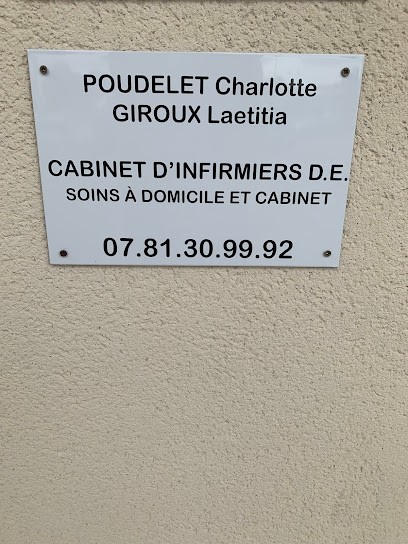 POUDELET Charlotte
GIROUX Laetitia
CABINET D'INFIRMIERS D.E.
SOINS À DOMICILE ET CABINET
07.81.30.99.92